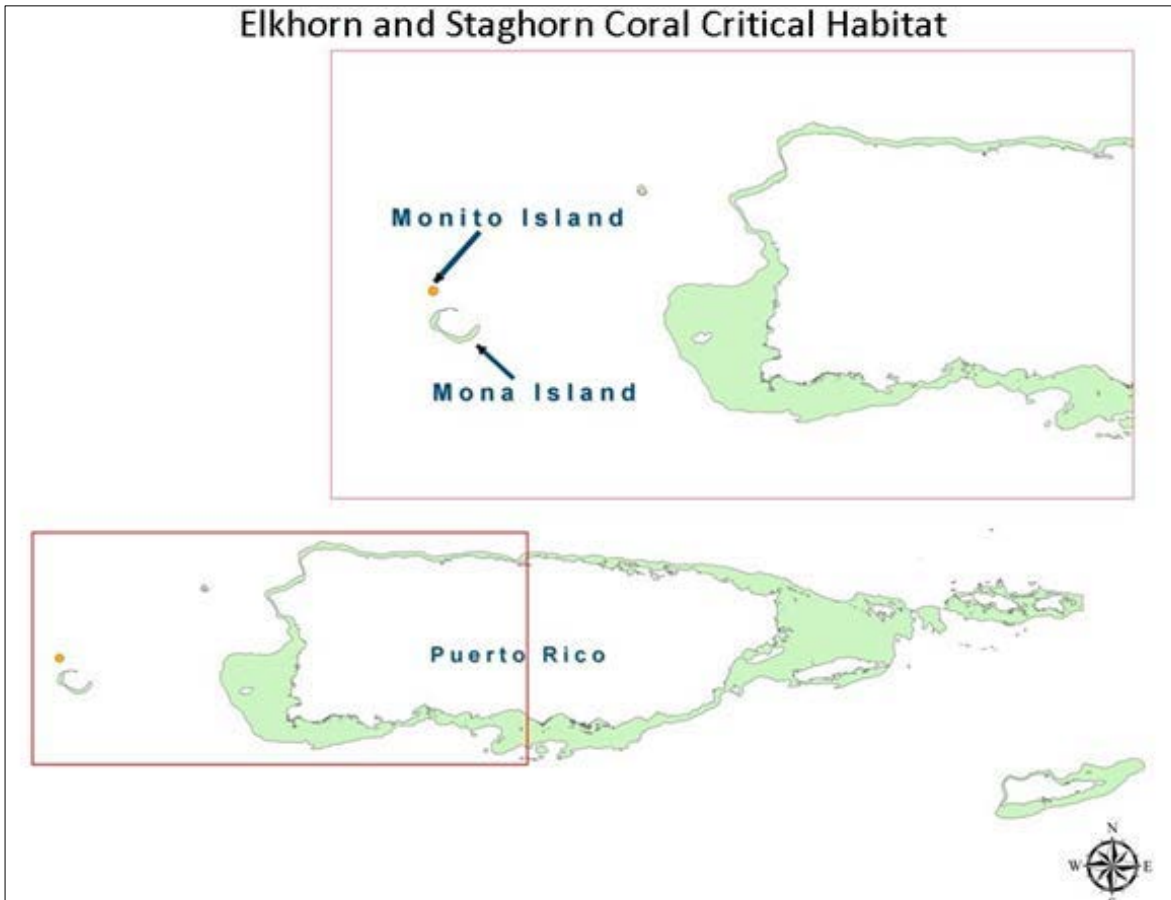 Elkhorn and Staghorn Coral Critical Habitat
Monito Island
Mona Island
Puerto Rico
N
W E